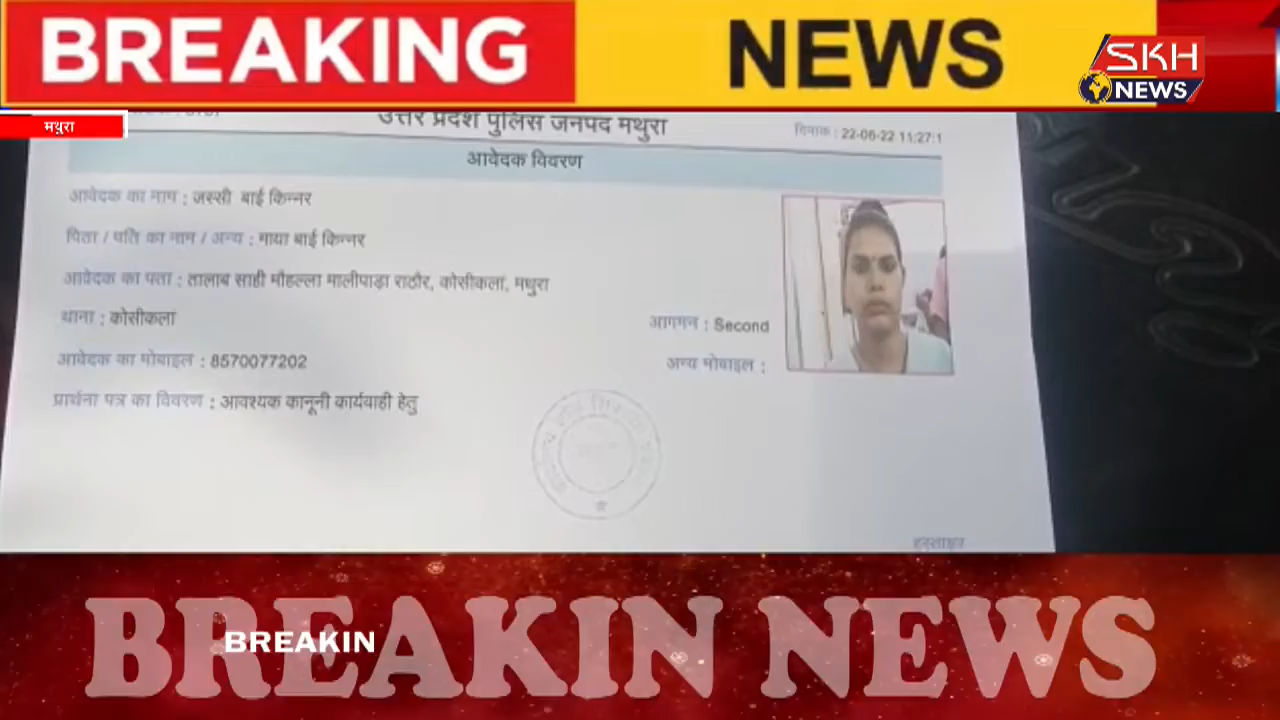 BREAKING NEWS
SKH
NEWS
मथुरा
उत्तर प्रदेश पुलिस जनपद मथुरा
दिनांक : 22-06-22 11:27:1
आवेदक विवरण
आवेदक का नाम : जस्सी बाई किन्नर
पिता / पति का नाम / अन्य : माया बाई किन्नर
आवेदक का पता : तालाब साही मौहल्ला मालीपाड़ा राठौर, कोसीकलां, मथुरा
थाना : कोसीकलां
आगमन : Second
आवेदक का मोबाइल : 8570077202
अन्य मोबाइल :
प्रार्थना पत्र का विवरण : आवश्यक कानूनी कार्यवाही हेतु
हस्ताक्षर
BREAKIN NEWS
BREAKIN